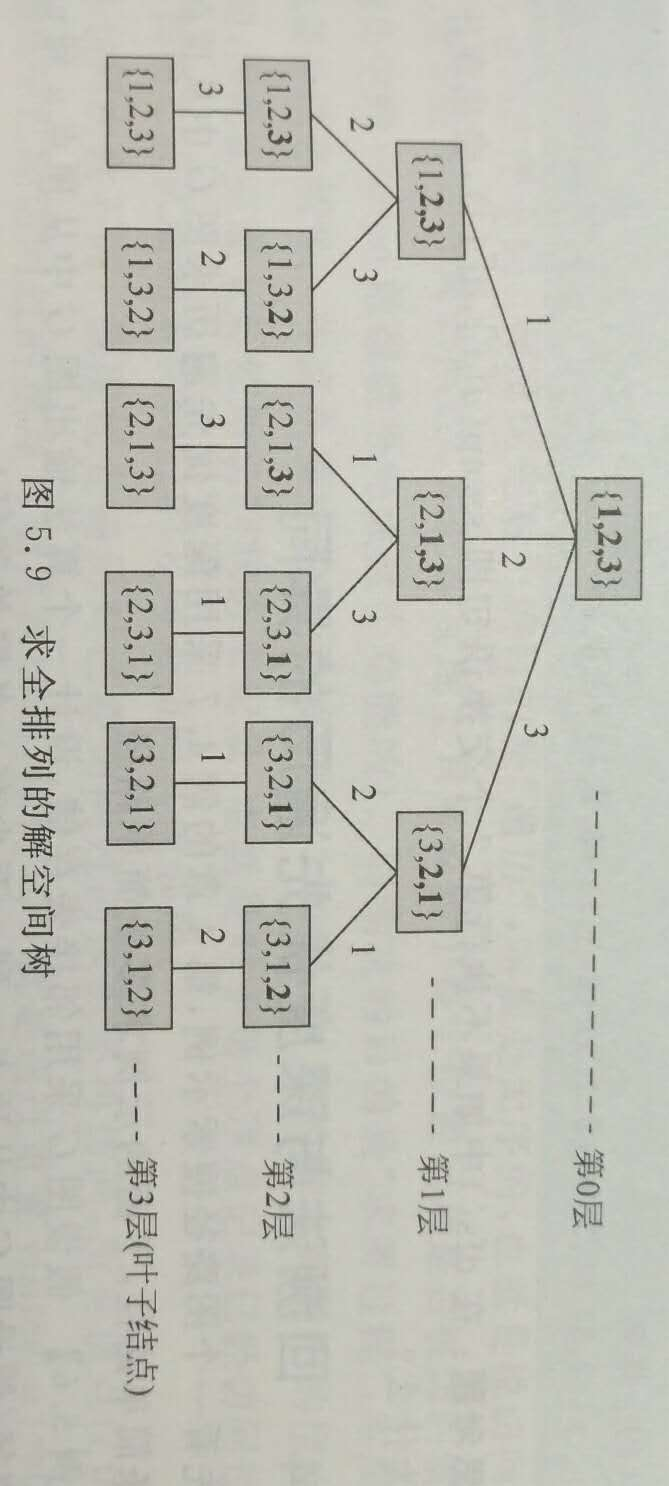 {1,2,3} 第0层
1 2 3
{1,2,3} {2,1,3} {3,2,1} 第1层
2 3 1 3 2 1
{1,2,3} {1,3,2} {2,1,3} {2,3,1} {3,2,1} {3,1,2} 第2层
3 2 3 1 1 2
{1,2,3} {1,3,2} {2,1,3} {2,3,1} {3,2,1} {3,1,2} 第3层(叶子结点)
图 5.9 求全排列的解空间树